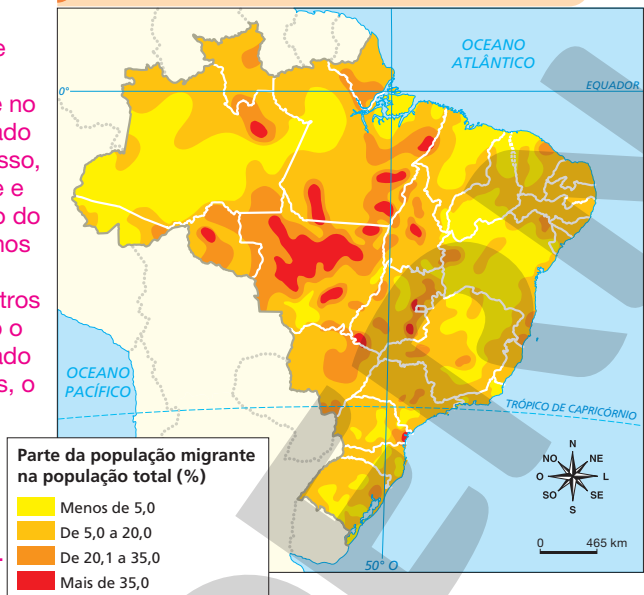 e
e no
ado
sso,
e e
o do
nos
tros
o o
ado
s, o
.
OCEANO
ATLÂNTICO
EQUADOR
0°
OCEANO
PACÍFICO
TRÓPICO DE CAPRICÓRNIO
50° O
N
NO NE
O L
SO SE
S
0 465 km
Parte da população migrante
na população total (%)
Menos de 5,0
De 5,0 a 20,0
De 20,1 a 35,0
Mais de 35,0